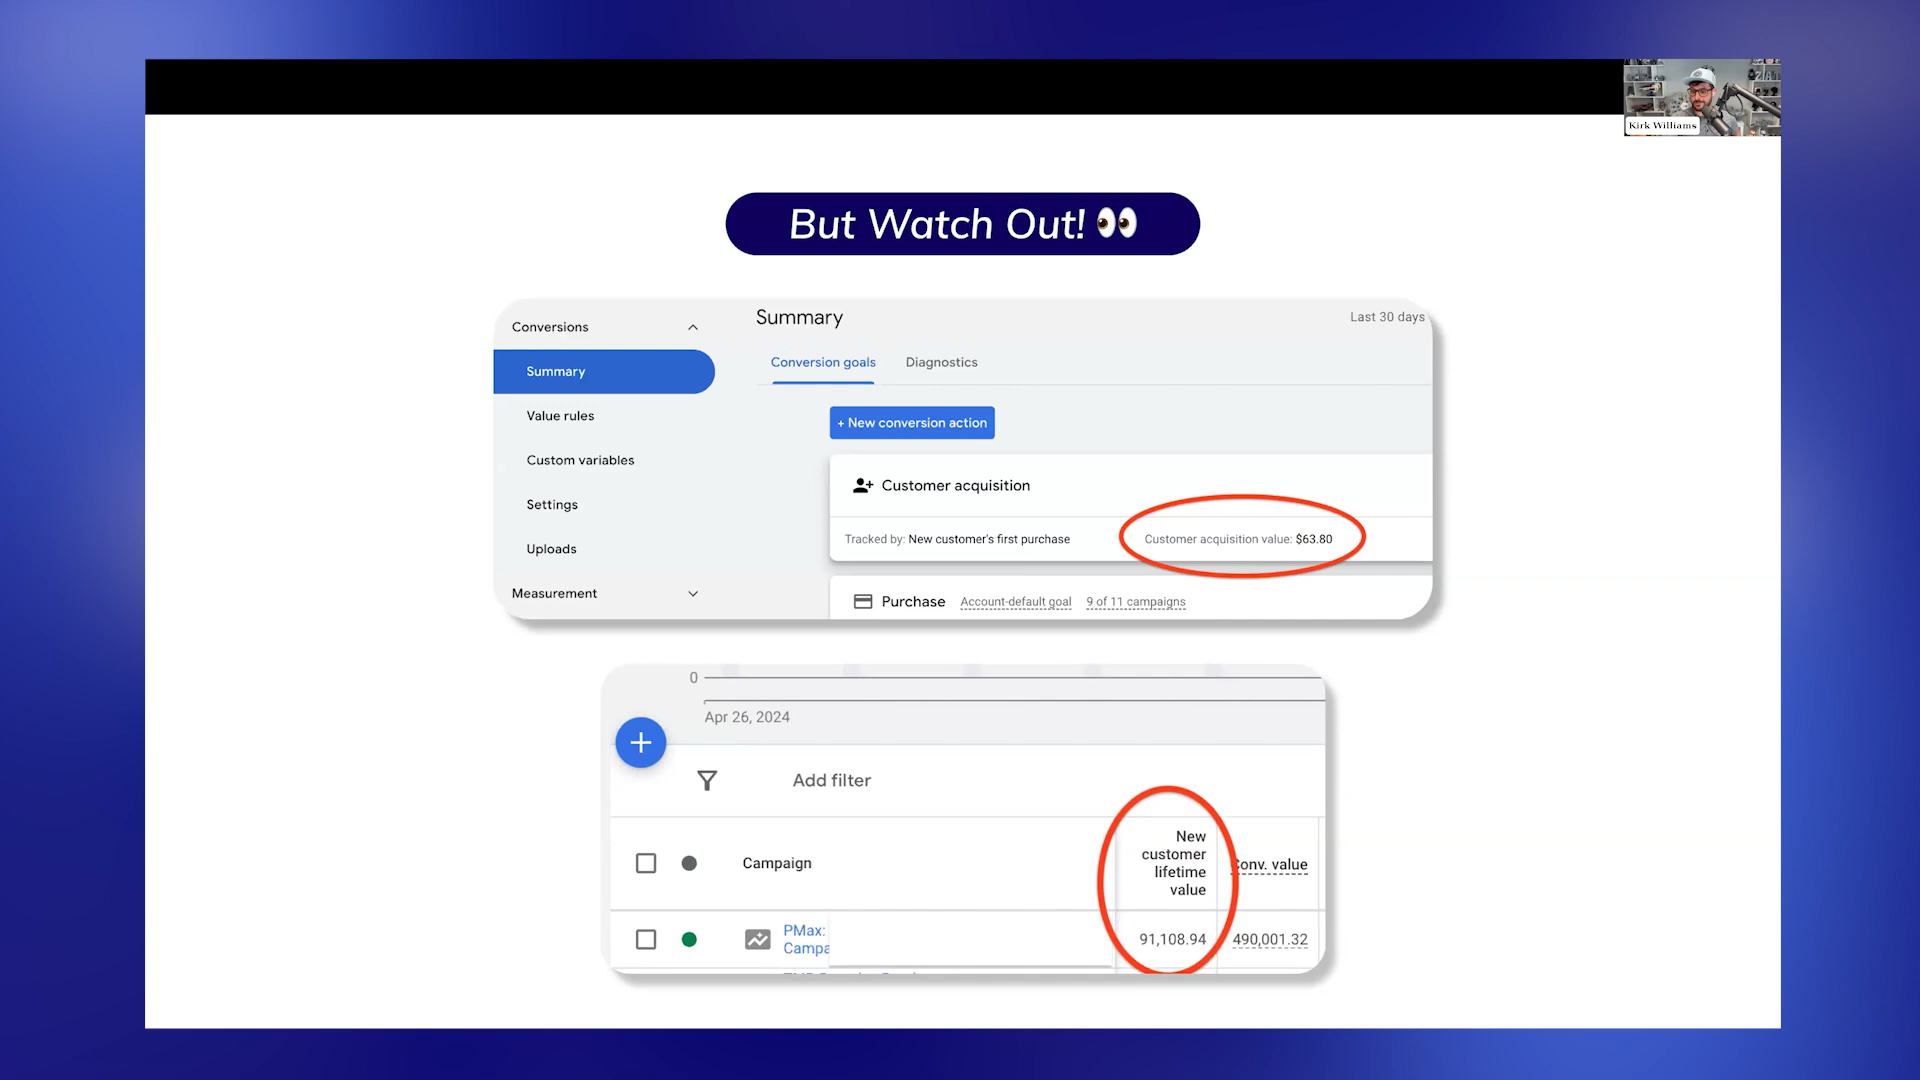 Kirk Williams
But Watch Out! 👀
Conversions
Summary
Value rules
Custom variables
Settings
Uploads
Measurement
Summary
Last 30 days
Conversion goals Diagnostics
+ New conversion action
Customer acquisition
Tracked by: New customer's first purchase Customer acquisition value: $63.80
Purchase Account-default goal 9 of 11 campaigns
0
Apr 26, 2024
Add filter
Campaign
New
customer
lifetime
value
Conv. value
PMax:
Campa
91,108.94 490,001.32